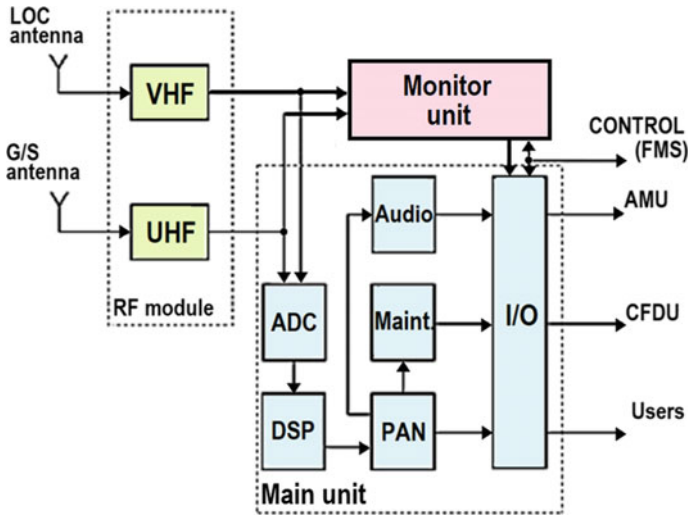 LOC
antenna
VHF
Monitor
unit
CONTROL
(FMS)
G/S
antenna
UHF
Audio
AMU
RF module
ADC
Maint.
I/O
CFDU
DSP
PAN
Users
Main unit